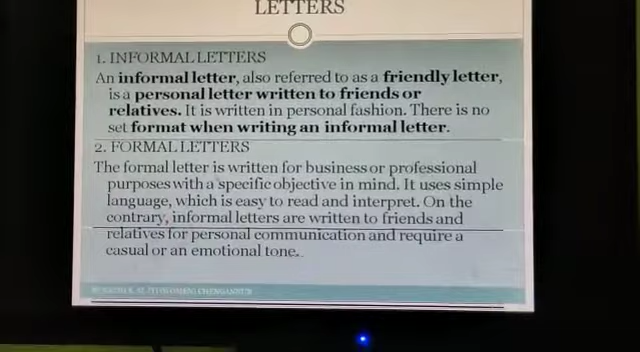 LETTERS
1. INFORMAL LETTERS
An informal letter, also referred to as a friendly letter,
is a personal letter written to friends or
relatives. It is written in personal fashion. There is no
set format when writing an informal letter.
2. FORMAL LETTERS
The formal letter is written for business or professional
purposes with a specific objective in mind. It uses simple
language, which is easy to read and interpret. On the
contrary, informal letters are written to friends and
relatives for personal communication and require a
casual or an emotional tone.